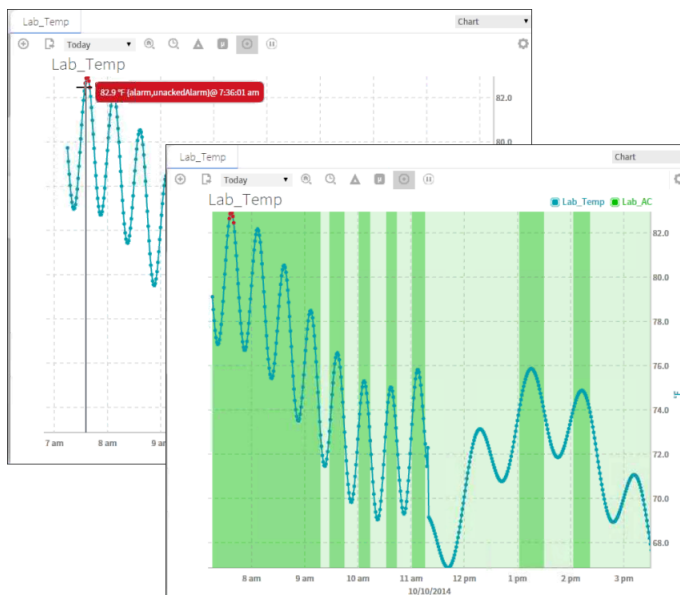 Lab_Temp
Chart
Today
Lab_Temp
82.9 °F {alarm,unackedAlarm}@ 7:36:01 am
82.0
80.0
7 am 8 am
Lab_Temp
Chart
Today
Lab_Temp
Lab_Temp Lab_AC
82.0
80.0
78.0
76.0
74.0
72.0
70.0
68.0
°F
8 am 9 am 10 am 11 am 12 pm 1 pm 2 pm 3 pm
10/10/2014